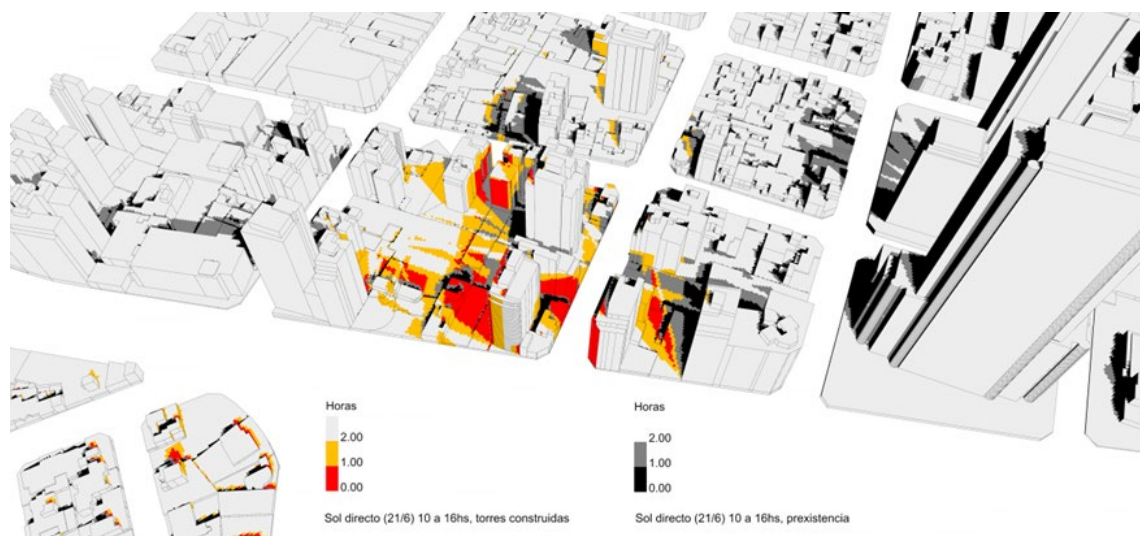 Horas
2.00
1.00
0.00
Sol directo (21/6) 10 a 16hs, torres construidas
Horas
2.00
1.00
0.00
Sol directo (21/6) 10 a 16hs, prexistencia